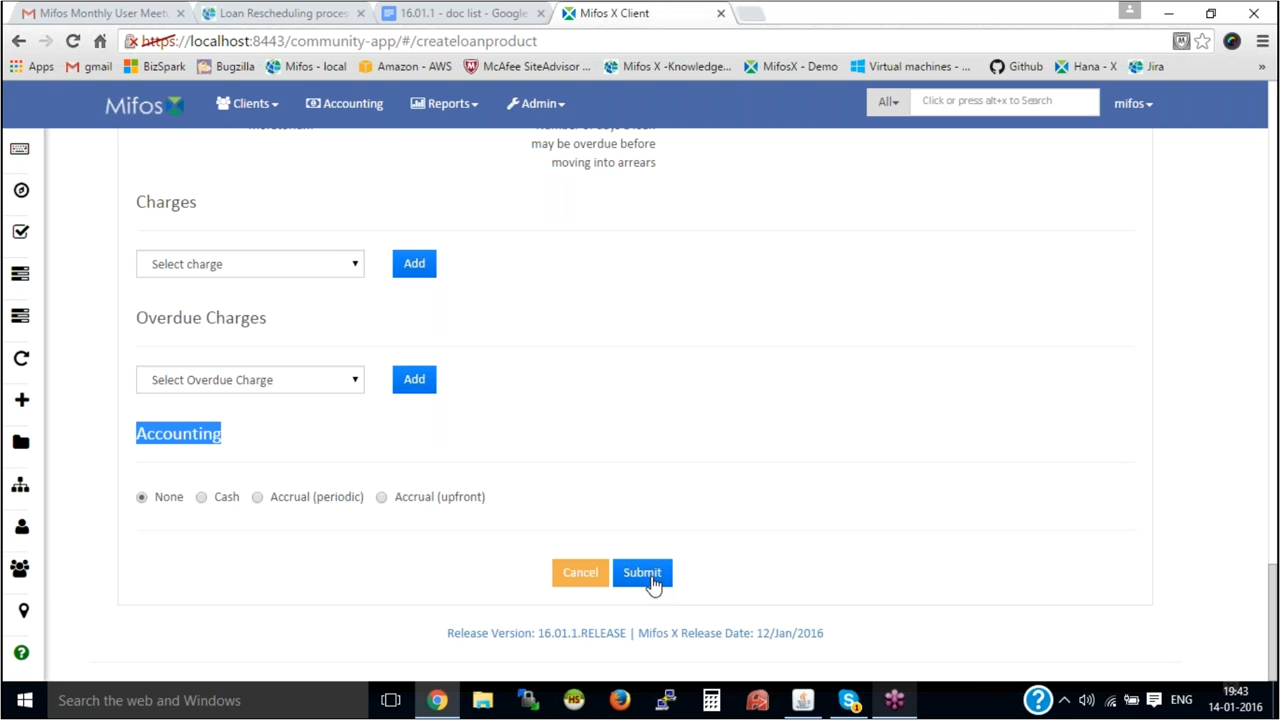 Mifos Monthly User Meetu
Loan Rescheduling proces
16.01.1 - doc list - Google
Mifos X Client
https://localhost:8443/community-app/#/createloanproduct
Apps
gmail
BizSpark
Bugzilla
Mifos - local
Amazon - AWS
McAfee SiteAdvisor ...
Mifos X -Knowledge...
MifosX - Demo
Virtual machines - ...
Github
Hana - X
Jira
»
Mifos
Clients
Accounting
Reports
Admin
All
Click or press alt+x to Search
mifos
may be overdue before
moving into arrears
Charges
Select charge
Add
Overdue Charges
Select Overdue Charge
Add
Accounting
None
Cash
Accrual (periodic)
Accrual (upfront)
Cancel
Submit
Release Version: 16.01.1.RELEASE | Mifos X Release Date: 12/Jan/2016
Search the web and Windows
ENG
19:43
14-01-2016